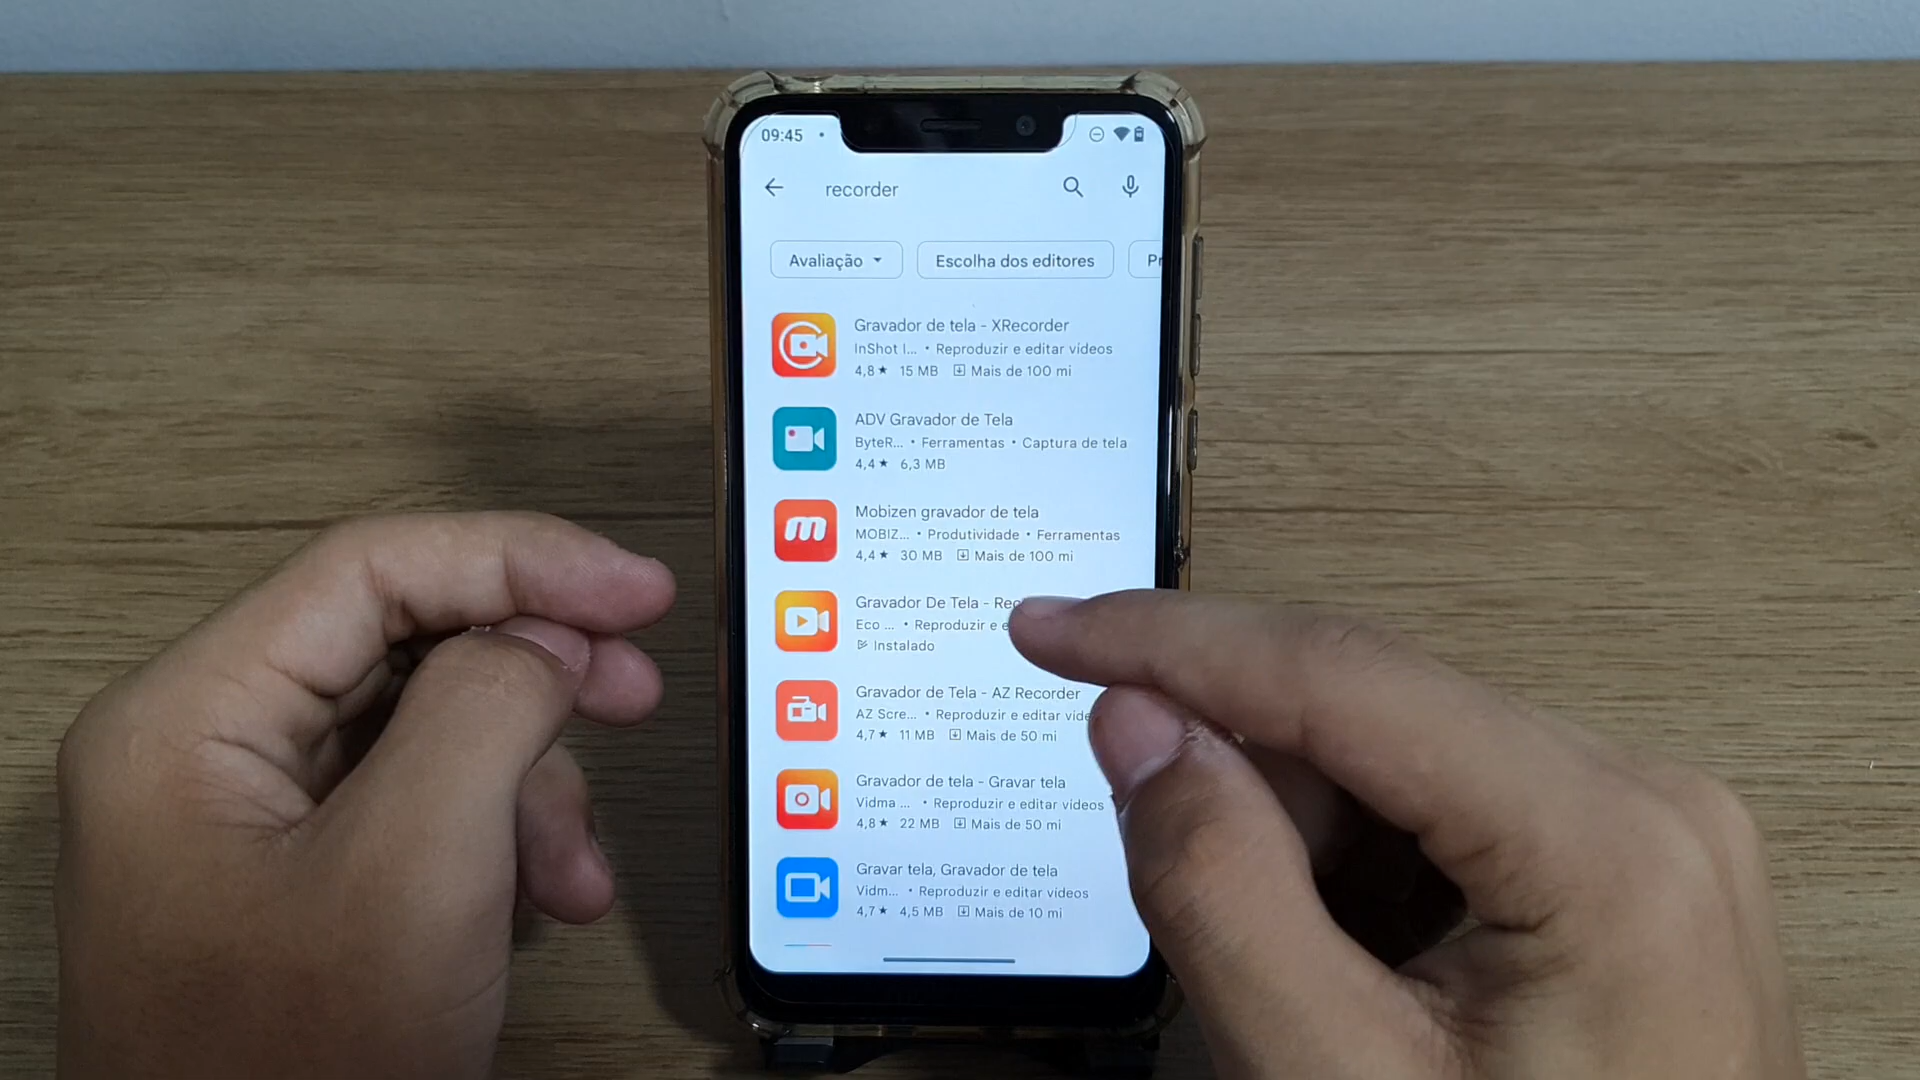 09:45
recorder
Avaliação
Escolha dos editores
Gravador de tela - XRecorder
InShot I... • Reproduzir e editar vídeos
4,8★ 15 MB Mais de 100 mi
ADV Gravador de Tela
ByteR... • Ferramentas • Captura de tela
4,4★ 6,3 MB
m
Mobizen gravador de tela
MOBIZ... • Produtividade • Ferramentas
4,4★ 30 MB Mais de 100 mi
Gravador De Tela -
Eco ... • Reproduzir e
Instalado
Gravador de Tela - AZ Recorder
AZ Scre... • Reproduzir e editar
4,7★ 11 MB Mais de 50 mi
Gravador de tela - Gravar tela
Vidma ... • Reproduzir e editar vídeos
4,8★ 22 MB Mais de 50 mi
Gravar tela, Gravador de tela
Vidm... • Reproduzir e editar vídeos
4,7★ 4,5 MB Mais de 10 mi